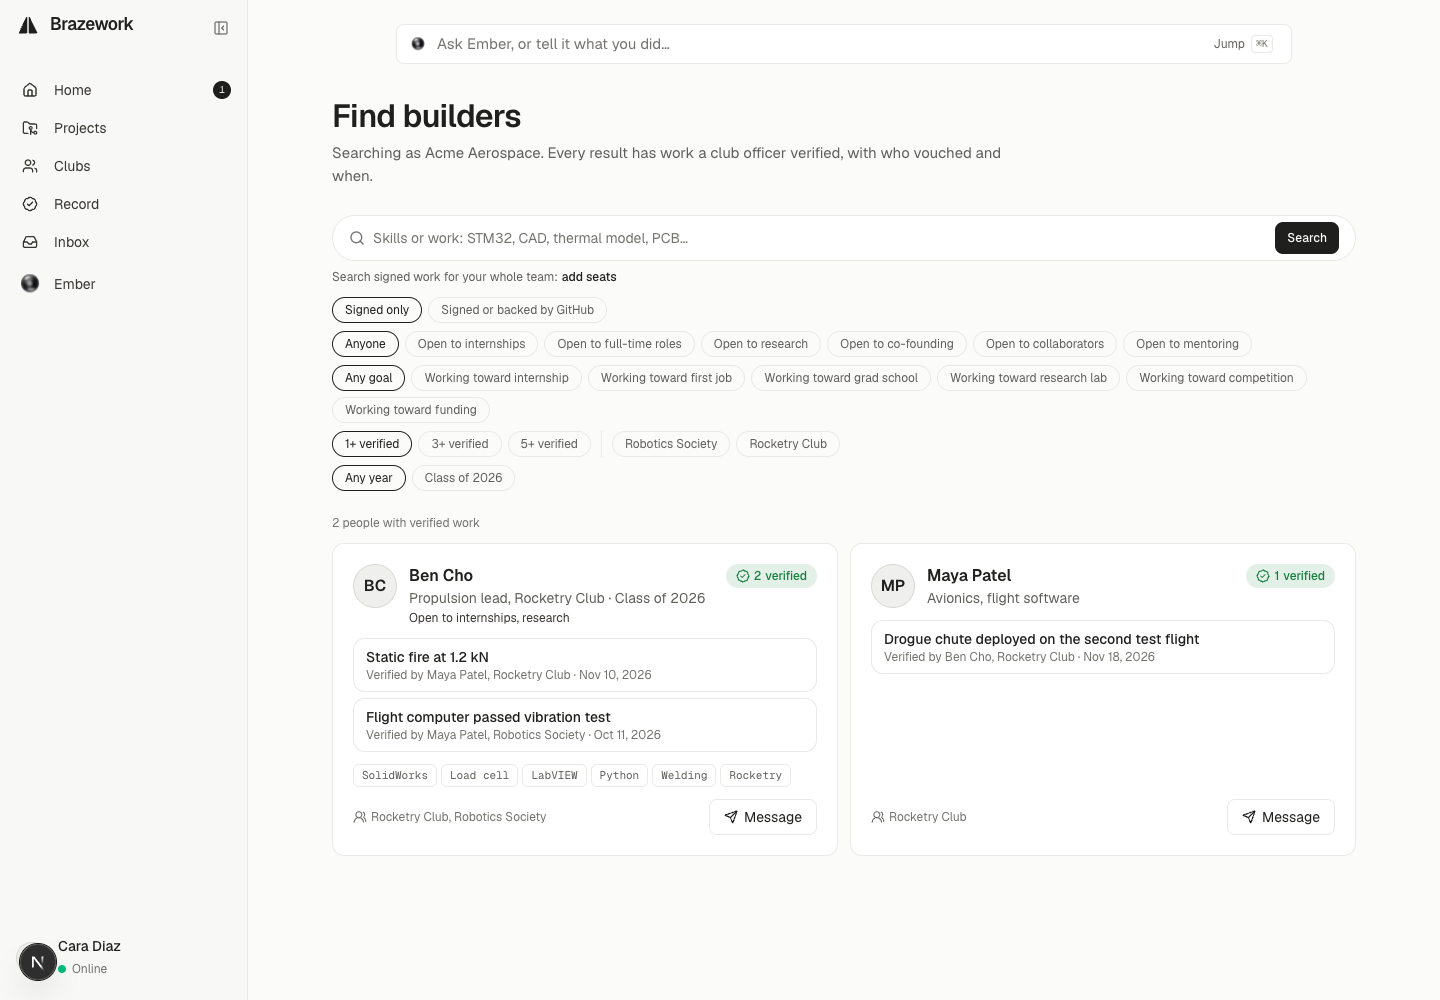 Brazework
Home 1
Projects
Clubs
Record
Inbox
Ember
Cara Diaz
Online
Ask Ember, or tell it what you did... Jump ⌘K
Find builders
Searching as Acme Aerospace. Every result has work a club officer verified, with who vouched and
when.
Skills or work: STM32, CAD, thermal model, PCB... Search
Search signed work for your whole team: add seats
Signed only Signed or backed by GitHub
Anyone Open to internships Open to full-time roles Open to research Open to co-founding Open to collaborators Open to mentoring
Any goal Working toward internship Working toward first job Working toward grad school Working toward research lab Working toward competition
Working toward funding
1+ verified 3+ verified 5+ verified Robotics Society Rocketry Club
Any year Class of 2026
2 people with verified work
BC Ben Cho 2 verified
Propulsion lead, Rocketry Club · Class of 2026
Open to internships, research
Static fire at 1.2 kN
Verified by Maya Patel, Rocketry Club · Nov 10, 2026
Flight computer passed vibration test
Verified by Maya Patel, Robotics Society · Oct 11, 2026
SolidWorks Load cell LabVIEW Python Welding Rocketry
Rocketry Club, Robotics Society Message
MP Maya Patel 1 verified
Avionics, flight software
Drogue chute deployed on the second test flight
Verified by Ben Cho, Rocketry Club · Nov 18, 2026
Rocketry Club Message
N